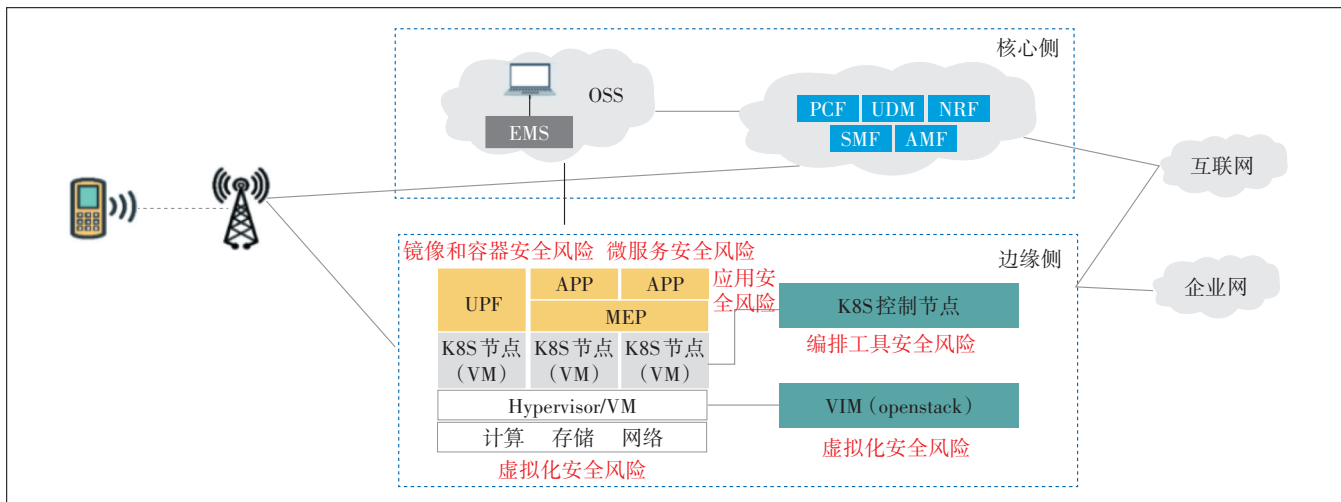 核心侧
OSS
EMS
PCF UDM NRF
SMF AMF
互联网
企业网
边缘侧
镜像和容器安全风险 微服务安全风险
应用安
全风险
UPF
APP APP
MEP
K8S节点
(VM)
K8S节点
(VM)
K8S节点
(VM)
Hypervisor/VM
计算 存储 网络
虚拟化安全风险
K8S控制节点
编排工具安全风险
VIM(openstack)
虚拟化安全风险